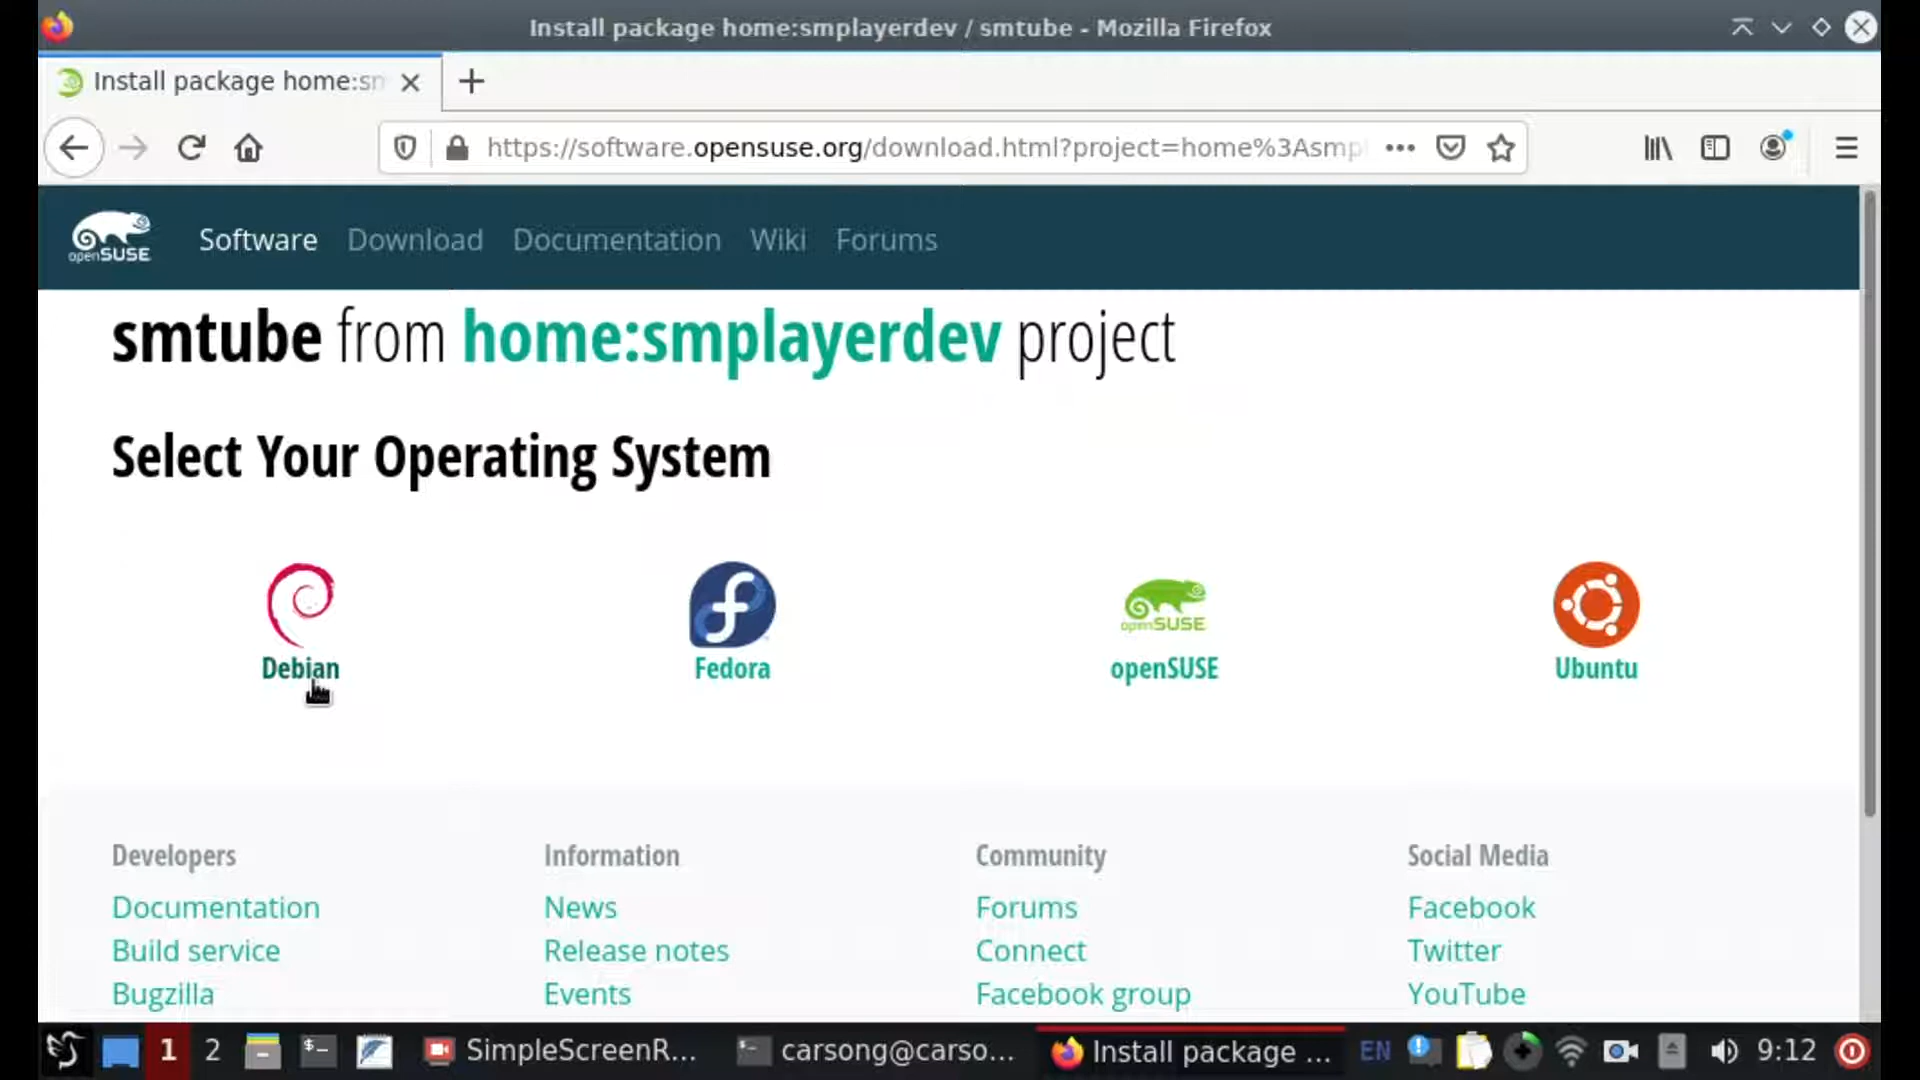 Install package home:smplayerdev / smtube - Mozilla Firefox
Install package home:sm
https://software.opensuse.org/download.html?project=home%3Asmpl
openSUSE
Software Download Documentation Wiki Forums
smtube from home:smplayerdev project
Select Your Operating System
openSUSE
Debian Fedora openSUSE Ubuntu
Developers Information Community Social Media
Documentation News Forums Facebook
Build service Release notes Connect Twitter
Bugzilla Events Facebook group YouTube
1 2 $- SimpleScreenR... carsong@carso... Install package ... EN 9:12